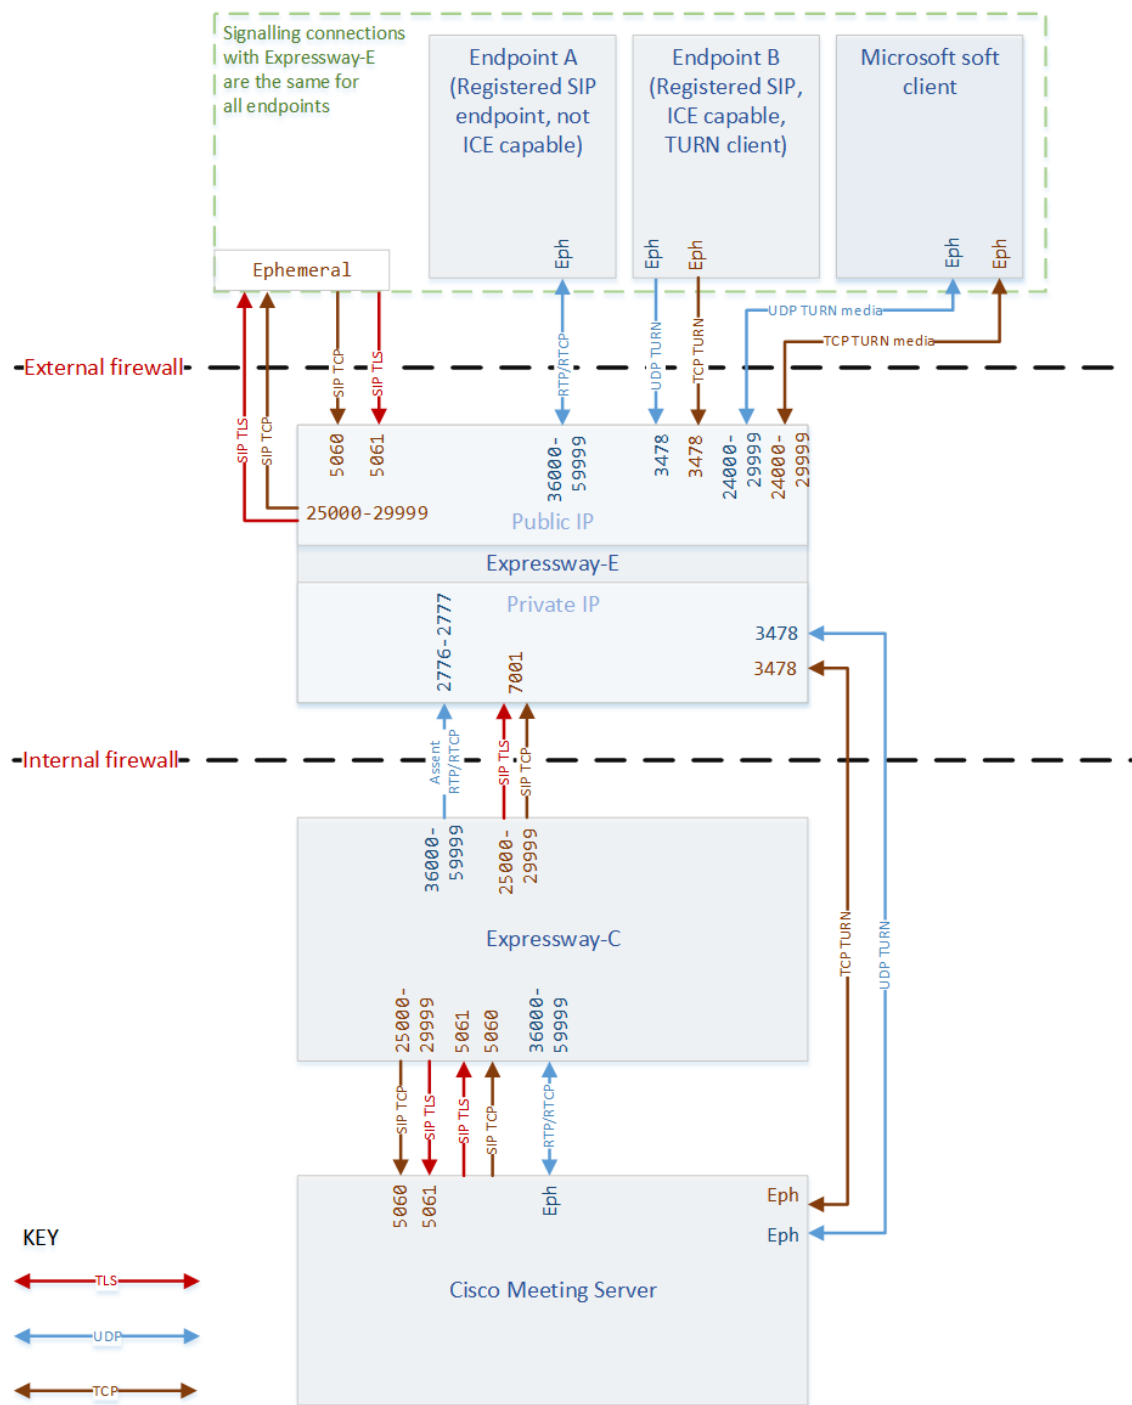 Signalling connections
with Expressway-E
are the same for
all endpoints
Endpoint A
(Registered SIP
endpoint, not
ICE capable)
Endpoint B
(Registered SIP,
ICE capable,
TURN client)
Microsoft soft
client
Ephemeral
Eph
Eph
Eph
Eph
Eph
UDP TURN media
TCP TURN media
External firewall
SIP TLS
SIP TCP
SIP TCP
SIP TLS
RTP/RTCP
UDP TURN
TCP TURN
5060
5061
36000-
59999
3478
3478
24000-
29999
24000-
29999
25000-29999
Public IP
Expressway-E
Private IP
2776-2777
7001
3478
3478
Internal firewall
Assent
RTP/RTCP
SIP TLS
SIP TCP
36000-
59999
25000-
29999
Expressway-C
TCP TURN
UDP TURN
25000-
29999
5061
5060
36000-
59999
SIP TCP
SIP TLS
SIP TLS
SIP TCP
RTP/RTCP
5060
5061
Eph
Eph
Eph
Cisco Meeting Server
KEY
TLS
UDP
TCP